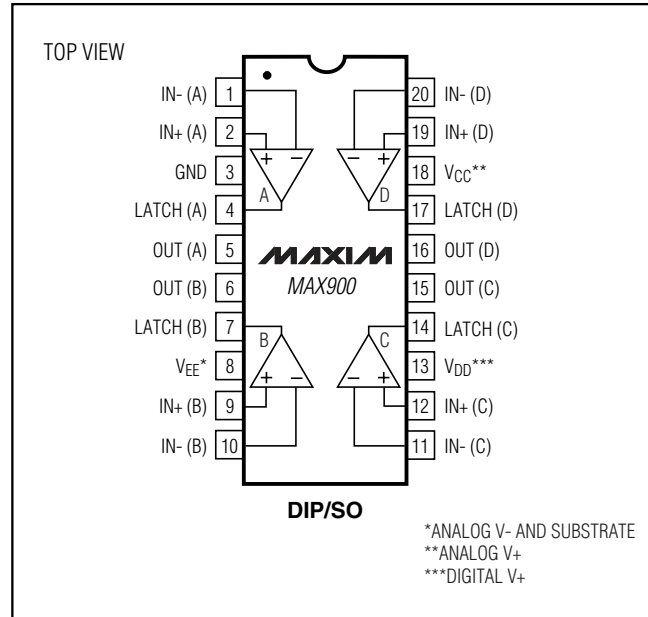 TOP VIEW
IN- (A) 1
IN+ (A) 2
GND 3
LATCH (A) 4
OUT (A) 5
OUT (B) 6
LATCH (B) 7
VEE* 8
IN+ (B) 9
IN- (B) 10
20 IN- (D)
19 IN+ (D)
18 VCC**
17 LATCH (D)
16 OUT (D)
15 OUT (C)
14 LATCH (C)
13 VDD***
12 IN+ (C)
11 IN- (C)
+ −
A
− +
D
MAXIM
MAX900
B
+ −
C
− +
DIP/SO
*ANALOG V- AND SUBSTRATE
**ANALOG V+
***DIGITAL V+